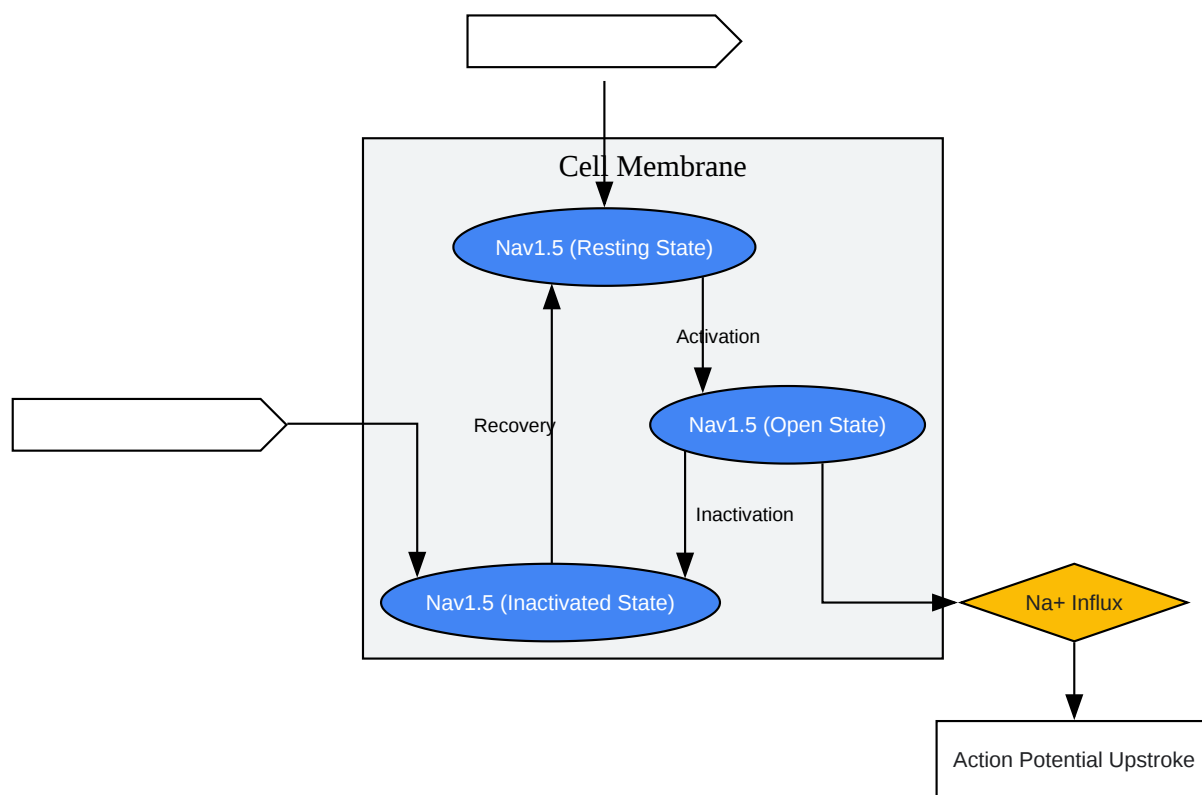 Cell Membrane
Nav1.5 (Resting State)
Activation
Recovery
Nav1.5 (Open State)
Inactivation
Nav1.5 (Inactivated State)
Na+ Influx
Action Potential Upstroke